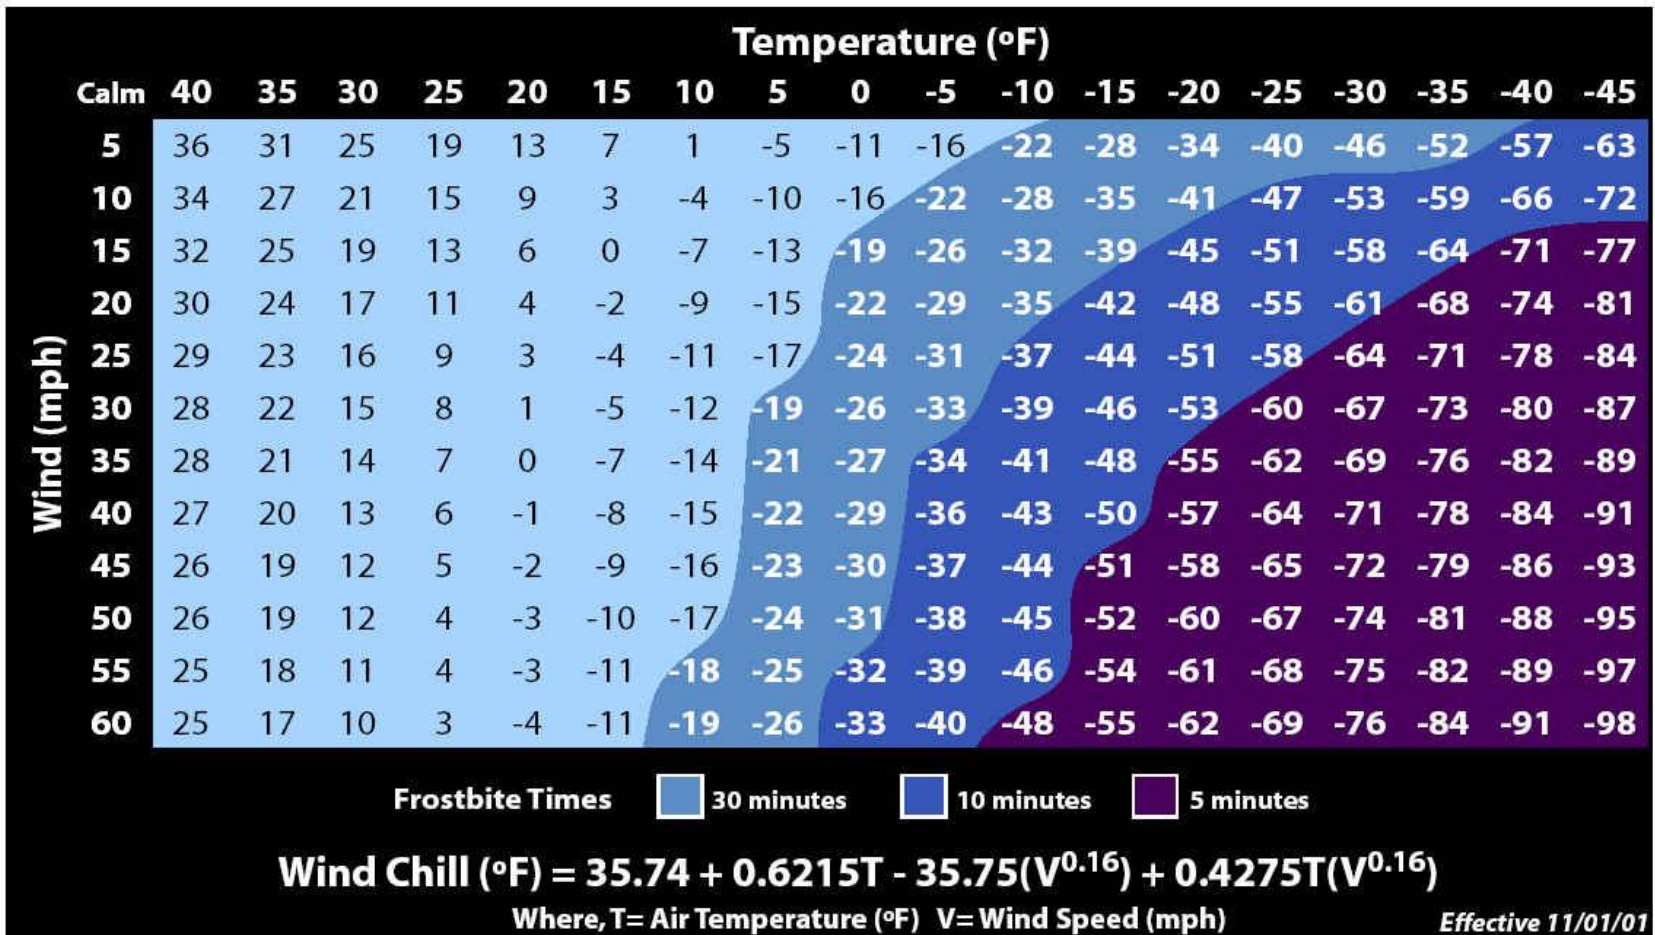 Temperature (ºF)
Calm 40 35 30 25 20 15 10 5 0 -5 -10 -15 -20 -25 -30 -35 -40 -45
5 36 31 25 19 13 7 1 -5 -11 -16 -22 -28 -34 -40 -46 -52 -57 -63
10 34 27 21 15 9 3 -4 -10 -16 -22 -28 -35 -41 -47 -53 -59 -66 -72
15 32 25 19 13 6 0 -7 -13 -19 -26 -32 -39 -45 -51 -58 -64 -71 -77
20 30 24 17 11 4 -2 -9 -15 -22 -29 -35 -42 -48 -55 -61 -68 -74 -81
25 29 23 16 9 3 -4 -11 -17 -24 -31 -37 -44 -51 -58 -64 -71 -78 -84
30 28 22 15 8 1 -5 -12 -19 -26 -33 -39 -46 -53 -60 -67 -73 -80 -87
35 28 21 14 7 0 -7 -14 -21 -27 -34 -41 -48 -55 -62 -69 -76 -82 -89
40 27 20 13 6 -1 -8 -15 -22 -29 -36 -43 -50 -57 -64 -71 -78 -84 -91
45 26 19 12 5 -2 -9 -16 -23 -30 -37 -44 -51 -58 -65 -72 -79 -86 -93
50 26 19 12 4 -3 -10 -17 -24 -31 -38 -45 -52 -60 -67 -74 -81 -88 -95
55 25 18 11 4 -3 -11 -18 -25 -32 -39 -46 -54 -61 -68 -75 -82 -89 -97
60 25 17 10 3 -4 -11 -19 -26 -33 -40 -48 -55 -62 -69 -76 -84 -91 -98
Wind (mph)
Frostbite Times 30 minutes 10 minutes 5 minutes
Wind Chill (ºF) = 35.74 + 0.6215T - 35.75(V^0.16) + 0.4275T(V^0.16)
Where, T= Air Temperature (ºF) V= Wind Speed (mph)
Effective 11/01/01